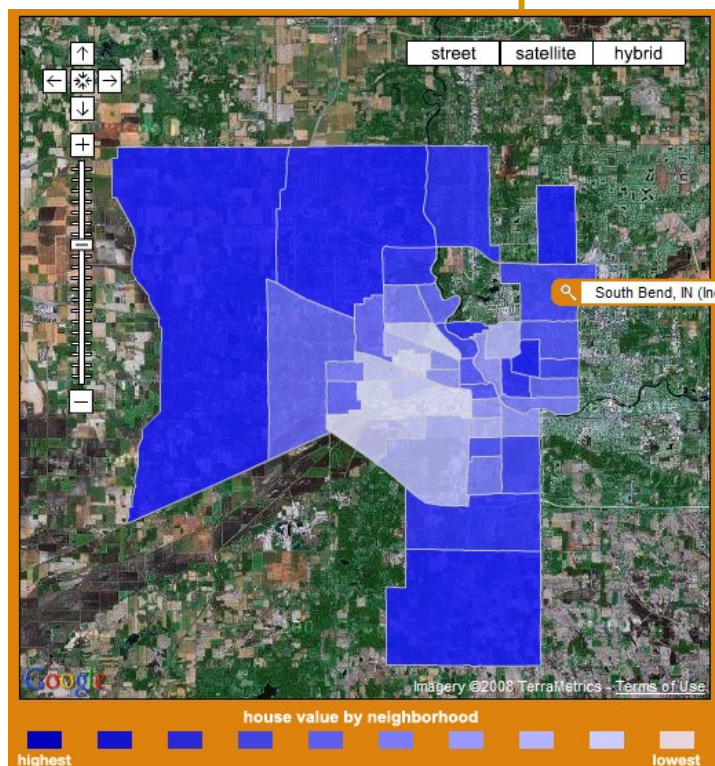 street satellite hybrid
South Bend, IN (In
Google
Imagery ©2008 TerraMetrics - Terms of Use
house value by neighborhood
highest lowest